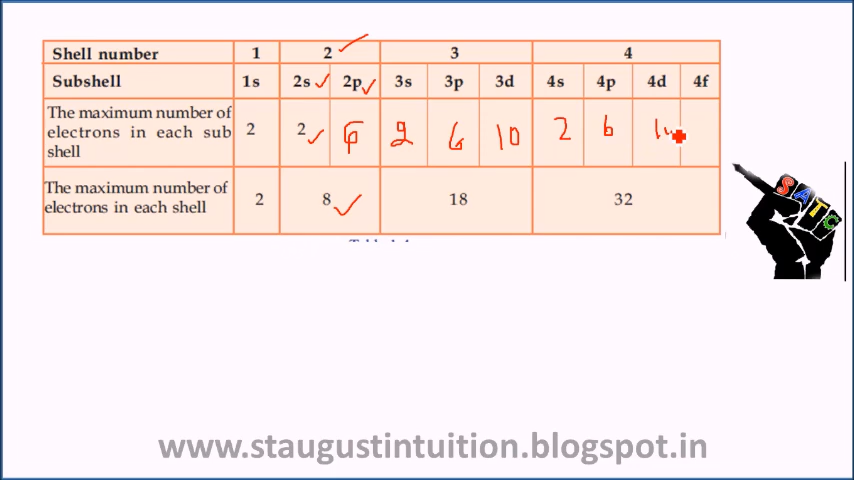 Shell number 1 2 3 4
Subshell 1s 2s 2p 3s 3p 3d 4s 4p 4d 4f
The maximum number of
electrons in each sub 2 2 6 2 6 10 2 6
shell
The maximum number of
electrons in each shell 2 8 18 32
SATC
www.staugustintuition.blogspot.in